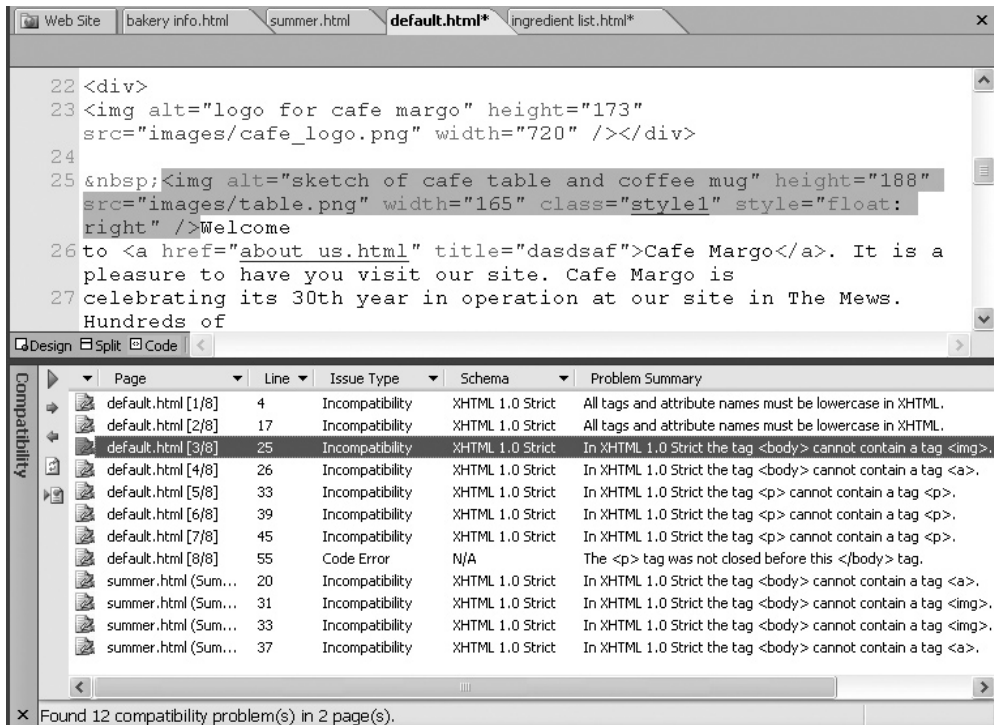 Web Site bakery info.html summer.html default.html* ingredient list.html* ×
22 <div>
23 <img alt="logo for cafe margo" height="173"
src="images/cafe_logo.png" width="720" /></div>
24
25 &nbsp;<img alt="sketch of cafe table and coffee mug" height="188"
src="images/table.png" width="165" class="style1" style="float:
right" />Welcome
26 to <a href="about us.html" title="dasdsaf">Cafe Margo</a>. It is a
pleasure to have you visit our site. Cafe Margo is
27 celebrating its 30th year in operation at our site in The Mews.
Hundreds of
Design Split Code
Compatibility
Page Line Issue Type Schema Problem Summary
default.html [1/8] 4 Incompatibility XHTML 1.0 Strict All tags and attribute names must be lowercase in XHTML.
default.html [2/8] 17 Incompatibility XHTML 1.0 Strict All tags and attribute names must be lowercase in XHTML.
default.html [3/8] 25 Incompatibility XHTML 1.0 Strict In XHTML 1.0 Strict the tag <body> cannot contain a tag <img>.
default.html [4/8] 26 Incompatibility XHTML 1.0 Strict In XHTML 1.0 Strict the tag <body> cannot contain a tag <a>.
default.html [5/8] 33 Incompatibility XHTML 1.0 Strict In XHTML 1.0 Strict the tag <p> cannot contain a tag <p>.
default.html [6/8] 39 Incompatibility XHTML 1.0 Strict In XHTML 1.0 Strict the tag <p> cannot contain a tag <p>.
default.html [7/8] 45 Incompatibility XHTML 1.0 Strict In XHTML 1.0 Strict the tag <p> cannot contain a tag <p>.
default.html [8/8] 55 Code Error N/A The <p> tag was not closed before this </body> tag.
summer.html (Sum... 20 Incompatibility XHTML 1.0 Strict In XHTML 1.0 Strict the tag <body> cannot contain a tag <a>.
summer.html (Sum... 31 Incompatibility XHTML 1.0 Strict In XHTML 1.0 Strict the tag <body> cannot contain a tag <img>.
summer.html (Sum... 33 Incompatibility XHTML 1.0 Strict In XHTML 1.0 Strict the tag <body> cannot contain a tag <img>.
summer.html (Sum... 37 Incompatibility XHTML 1.0 Strict In XHTML 1.0 Strict the tag <body> cannot contain a tag <a>.
× Found 12 compatibility problem(s) in 2 page(s).